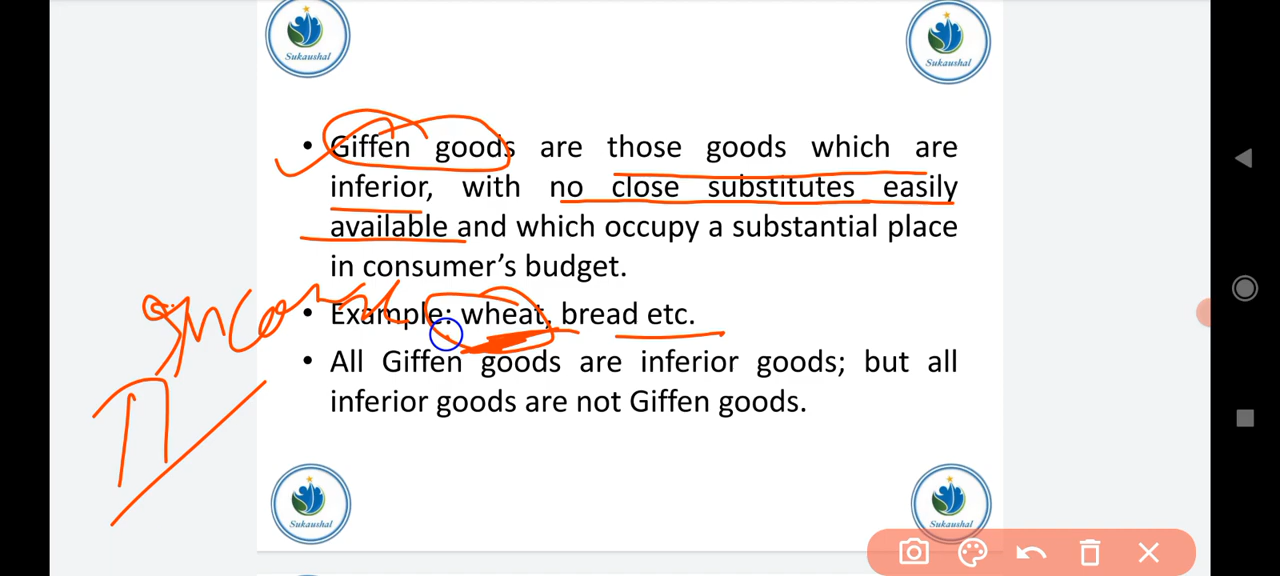 Sukaushal
Sukaushal
• Giffen goods are those goods which are
inferior, with no close substitutes easily
available and which occupy a substantial place
in consumer's budget.
• Example: wheat, bread etc.
• All Giffen goods are inferior goods; but all
inferior goods are not Giffen goods.
Sukaushal
Sukaushal